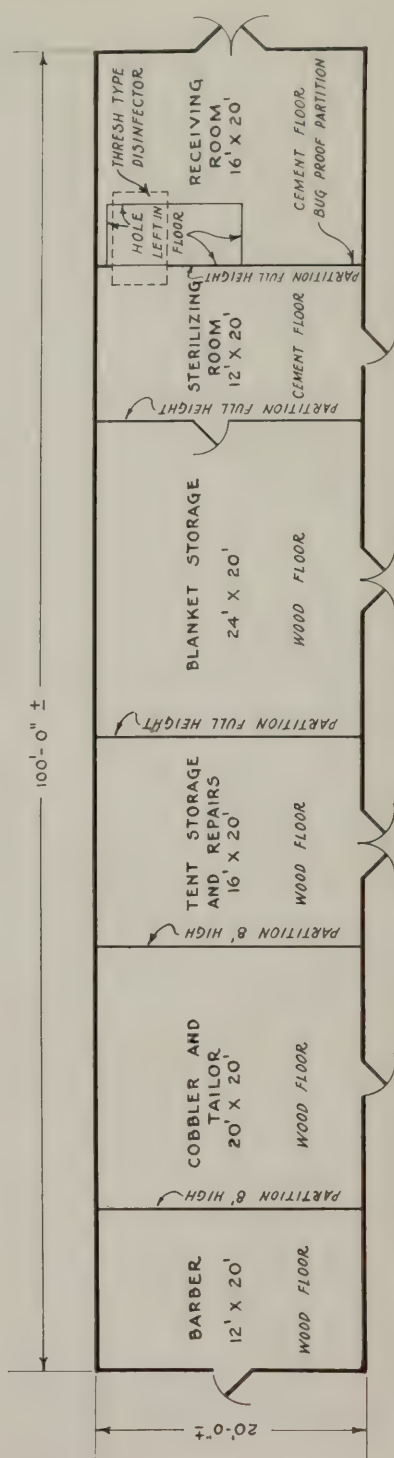 100'-0" ±
20'-0" ±
BARBER
12' X 20'
WOOD FLOOR
PARTITION 8' HIGH
COBBLER AND
TAILOR
20' X 20'
WOOD FLOOR
PARTITION 8' HIGH
TENT STORAGE
AND REPAIRS
16' X 20'
WOOD FLOOR
PARTITION FULL HEIGHT
BLANKET STORAGE
24' X 20'
WOOD FLOOR
PARTITION FULL HEIGHT
STERILIZING
ROOM
12' X 20'
CEMENT FLOOR
PARTITION FULL HEIGHT
THRESH TYPE
DISINFECTOR
HOLE
LEFT IN
FLOOR
RECEIVING
ROOM
16' X 20'
CEMENT FLOOR
BUG PROOF PARTITION